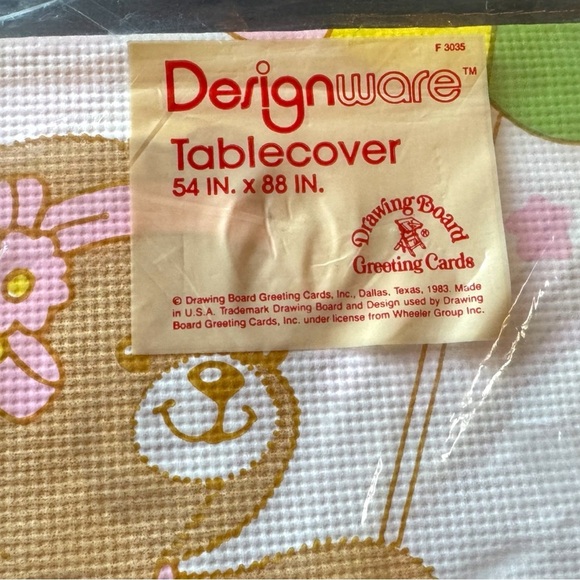 F 3035
Designware™
Tablecover
54 IN. x 88 IN.
Drawing Board
®
Greeting Cards
© Drawing Board Greeting Cards, Inc., Dallas, Texas, 1983. Made
in U.S.A. Trademark Drawing Board and Design used by Drawing
Board Greeting Cards, Inc. under license from Wheeler Group Inc.